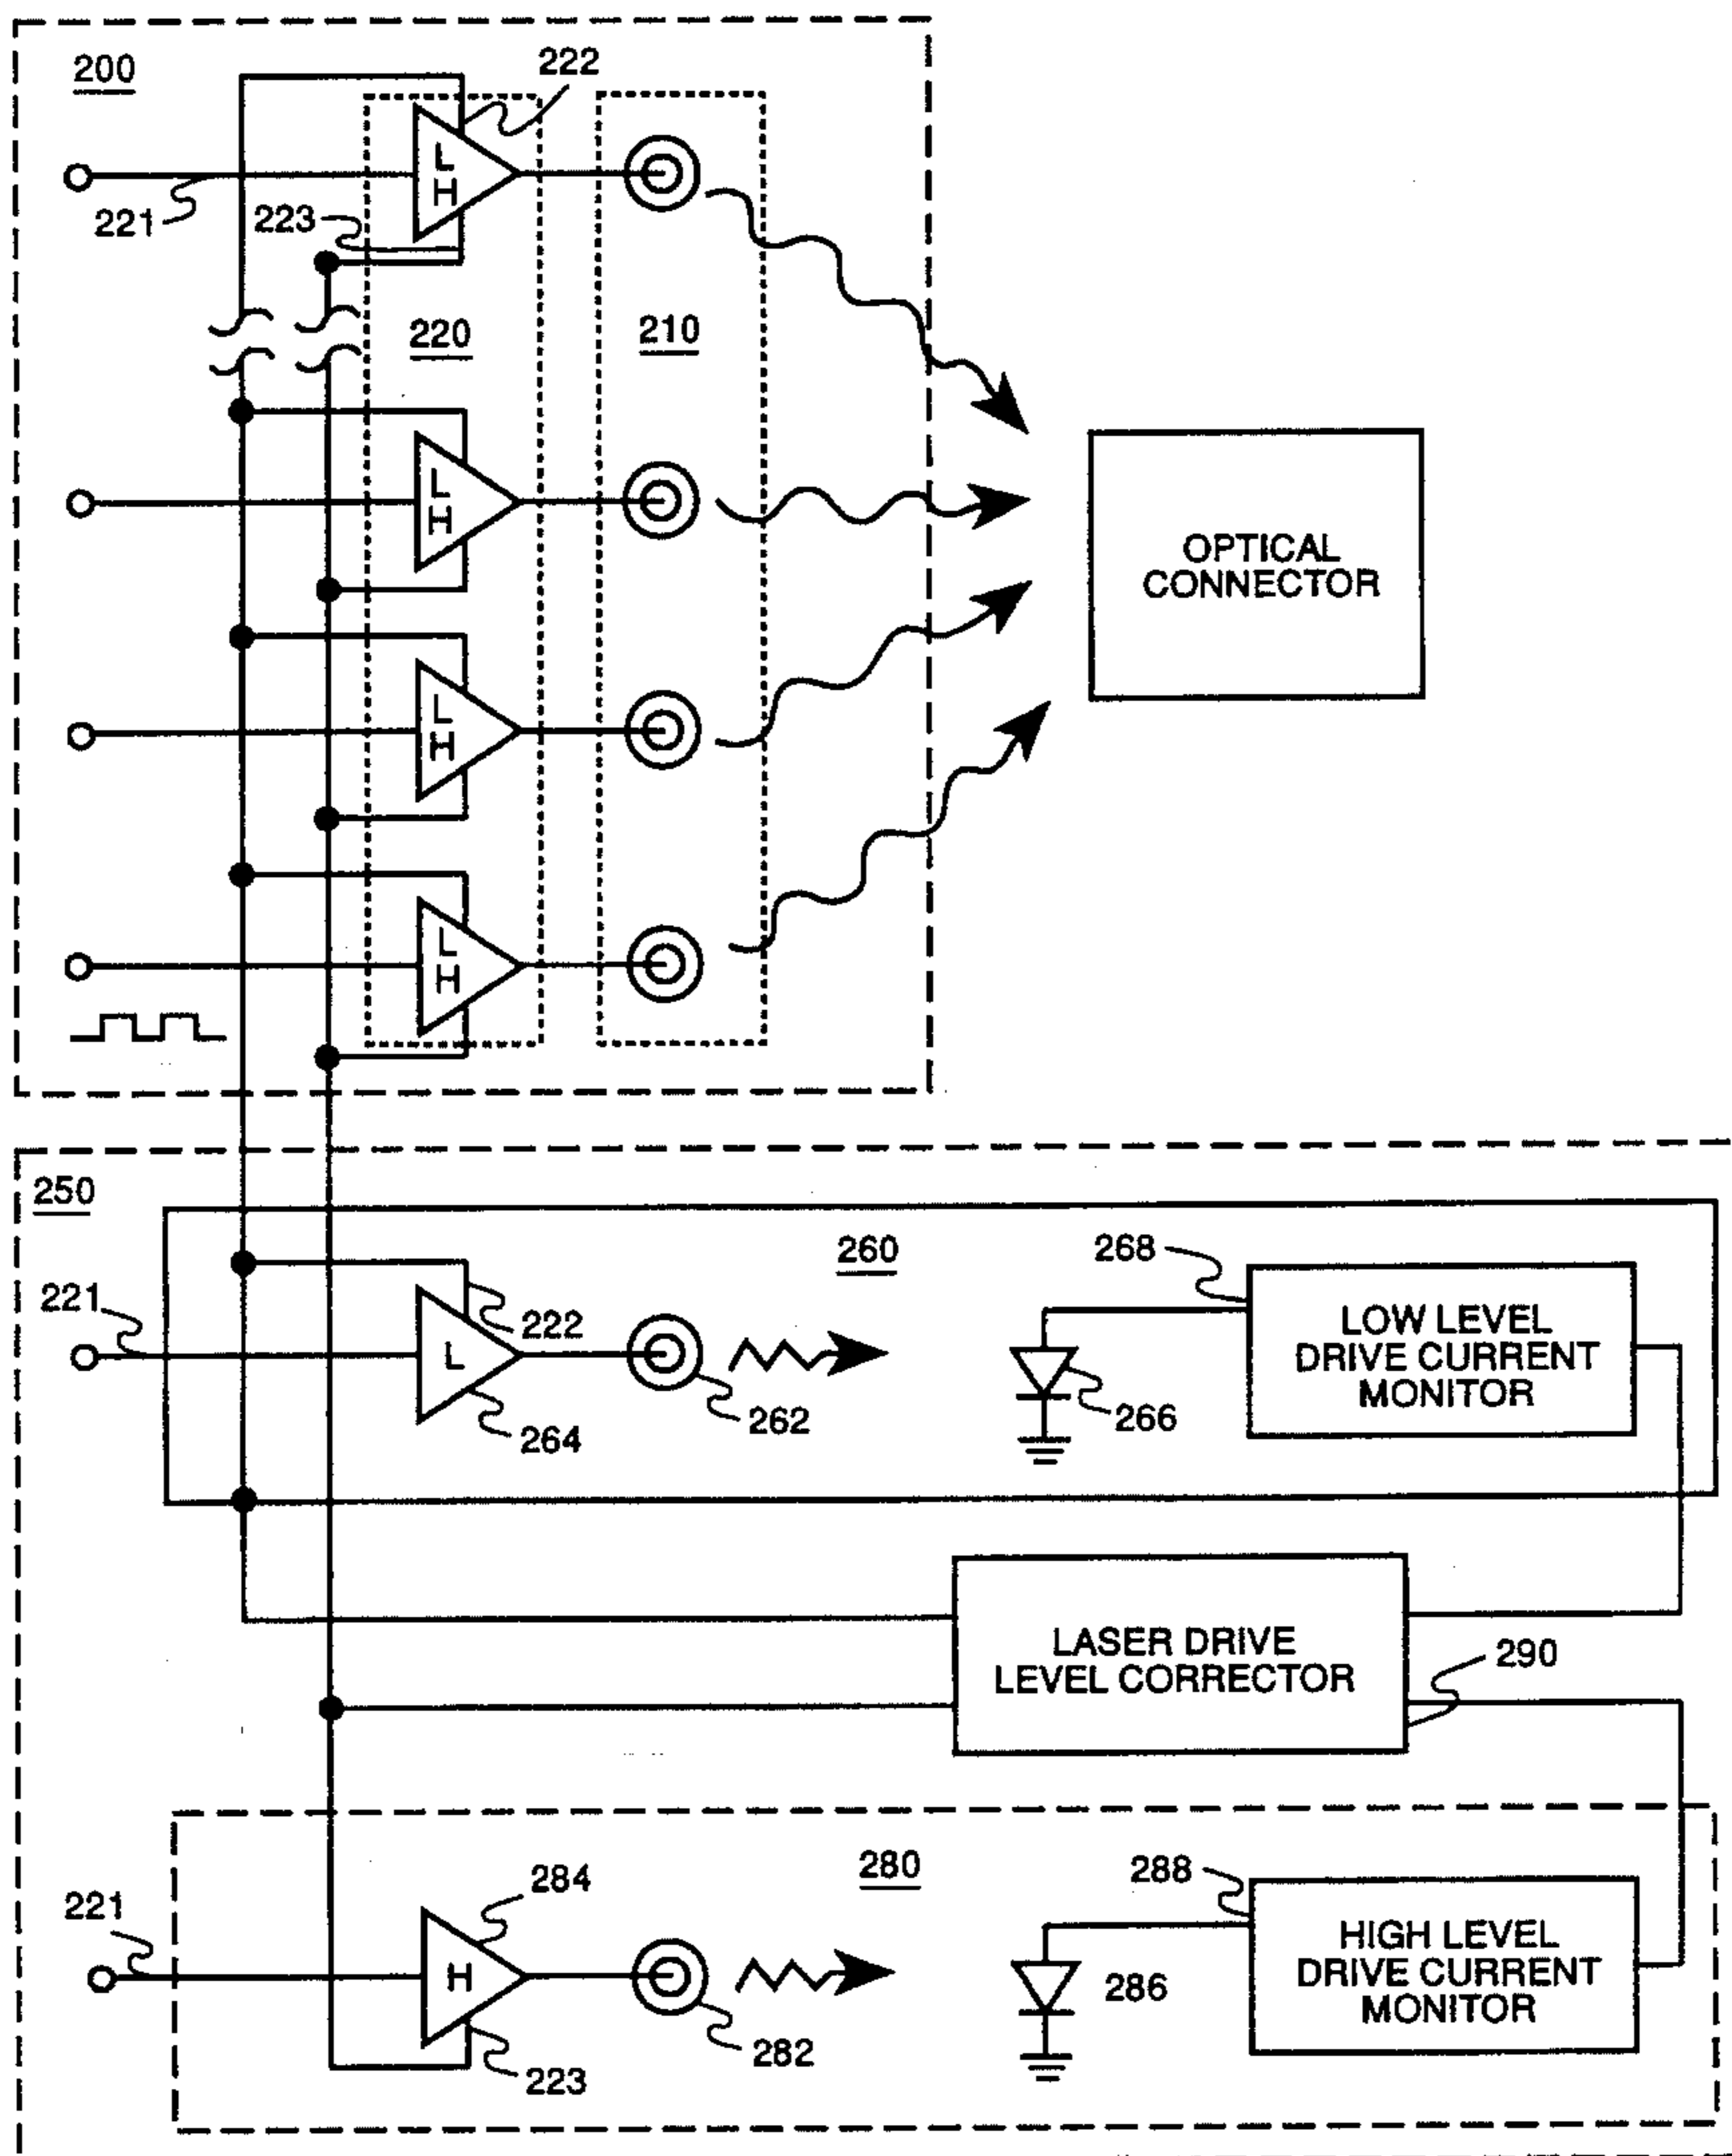 200
222
L
H
221
223
220
210
L
H
OPTICAL
CONNECTOR
L
H
L
H
250
260
268
221
222
LOW LEVEL
DRIVE CURRENT
MONITOR
L
264
262
266
LASER DRIVE
LEVEL CORRECTOR
290
284
280
288
221
H
HIGH LEVEL
DRIVE CURRENT
MONITOR
286
282
223